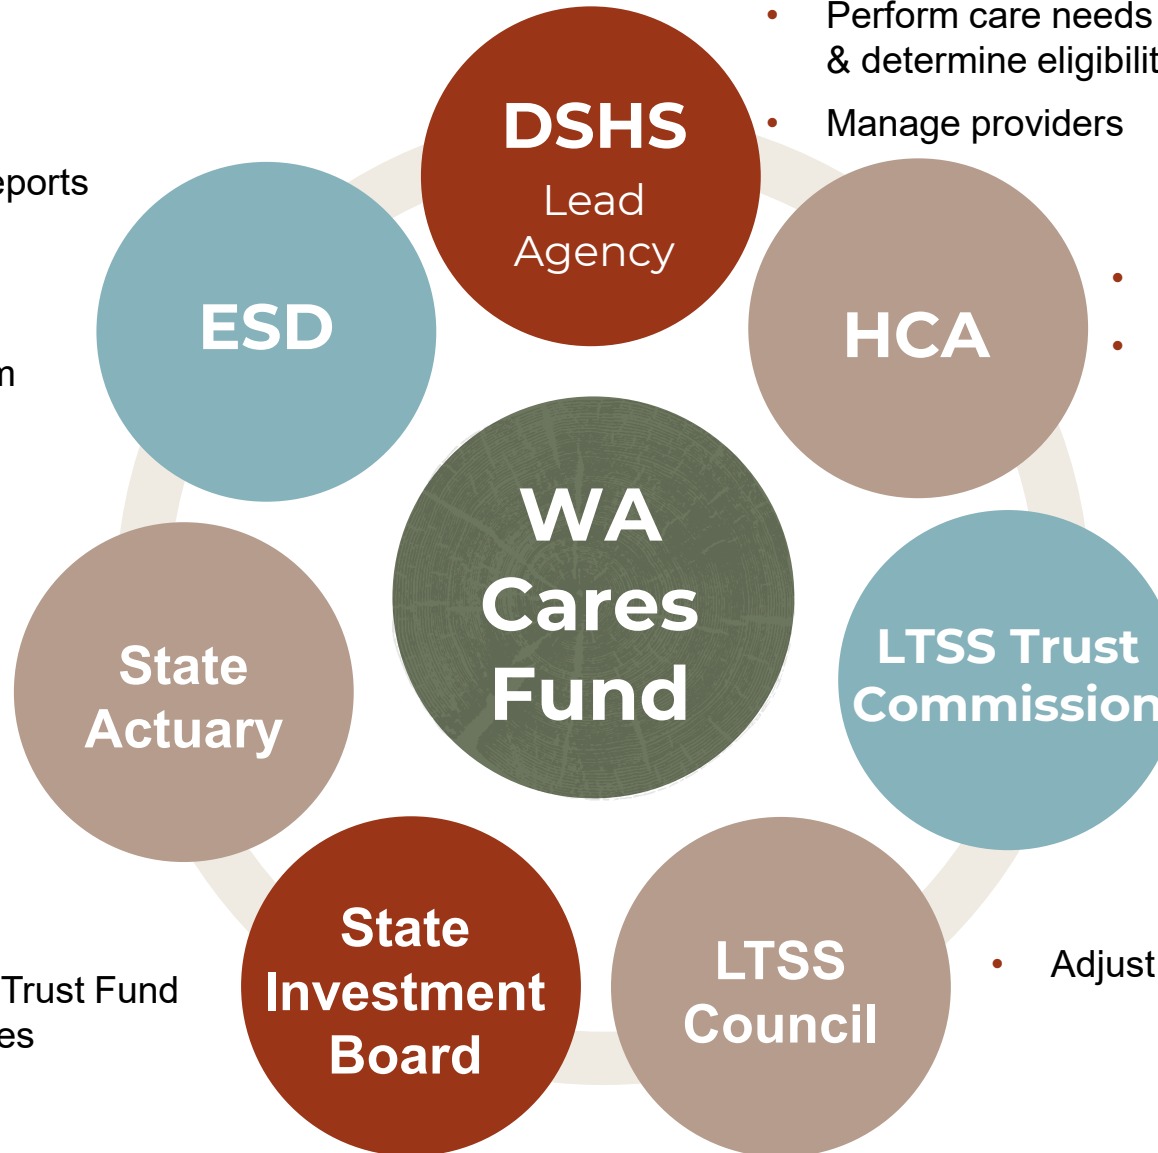 Perform care needs
& determine eligibilit
Manage providers
DSHS
Lead
Agency
eports
ESD
m
HCA
WA
Cares
Fund
LTSS Trust
Commission
State
Actuary
State
Investment
Board
LTSS
Council
Adjust
Trust Fund
es